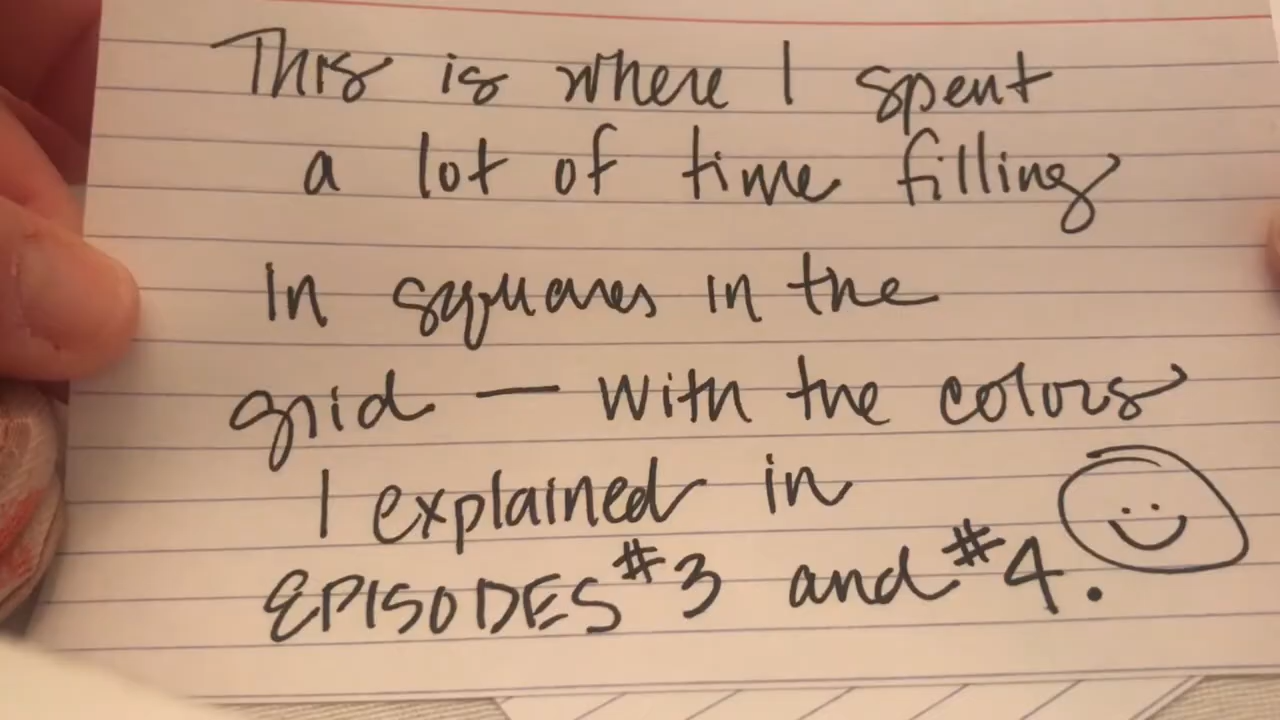 This is where I spent
a lot of time filling
in squares in the
grid — with the colors
I explained in
EPISODES #3 and #4.